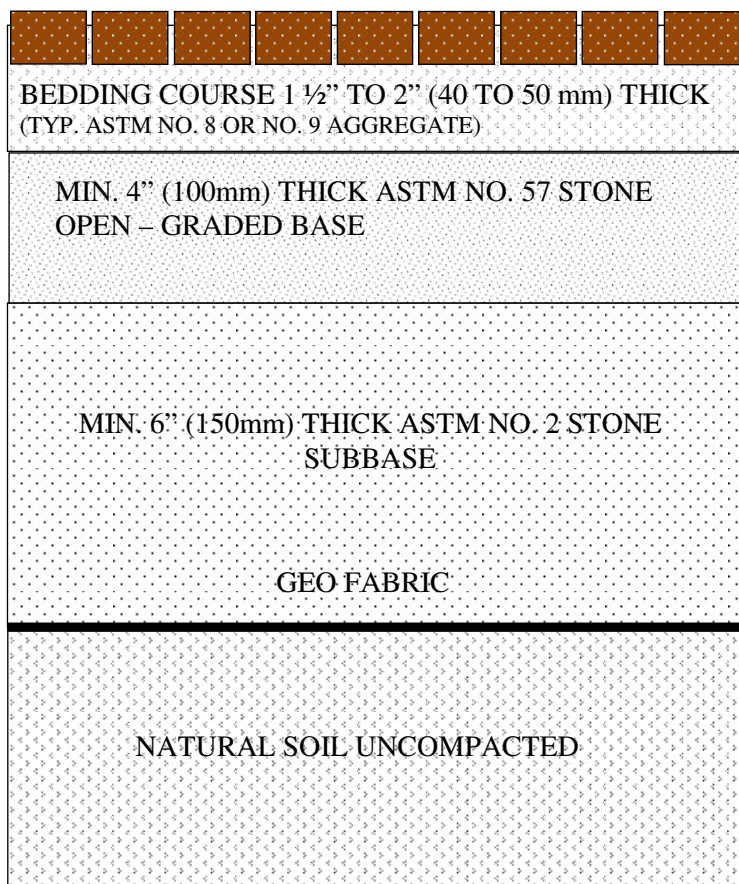 BEDDING COURSE 1 ½” TO 2” (40 TO 50 mm) THICK
(TYP. ASTM NO. 8 OR NO. 9 AGGREGATE)
MIN. 4” (100mm) THICK ASTM NO. 57 STONE
OPEN – GRADED BASE
MIN. 6” (150mm) THICK ASTM NO. 2 STONE
SUBBASE
GEO FABRIC
NATURAL SOIL UNCOMPACTED